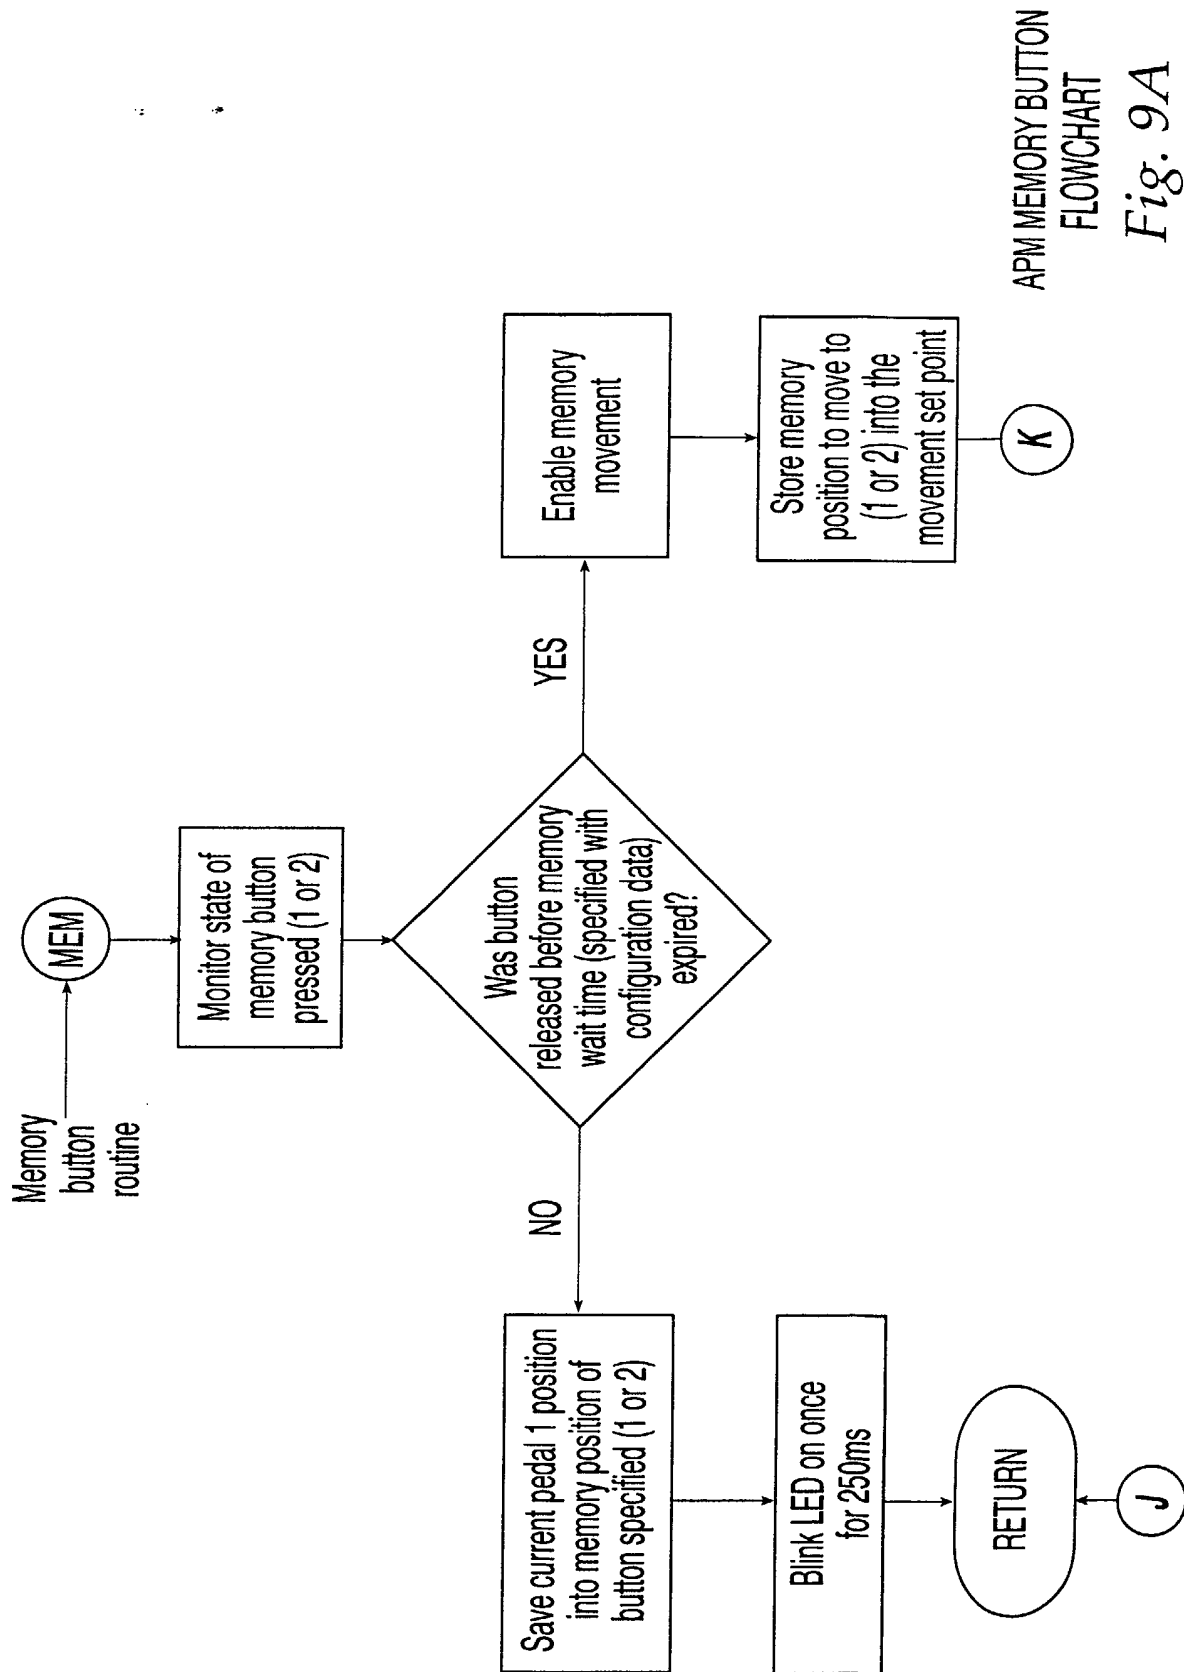 Memory
button
routine
MEM
Monitor state of
memory button
pressed (1 or 2)
Was button
released before memory
wait time (specified with
configuration data)
expired?
NO
YES
Save current pedal 1 position
into memory position of
button specified (1 or 2)
Blink LED on once
for 250ms
RETURN
J
Enable memory
movement
Store memory
position to move to
(1 or 2) into the
movement set point
K
APM MEMORY BUTTON
FLOWCHART
Fig. 9A